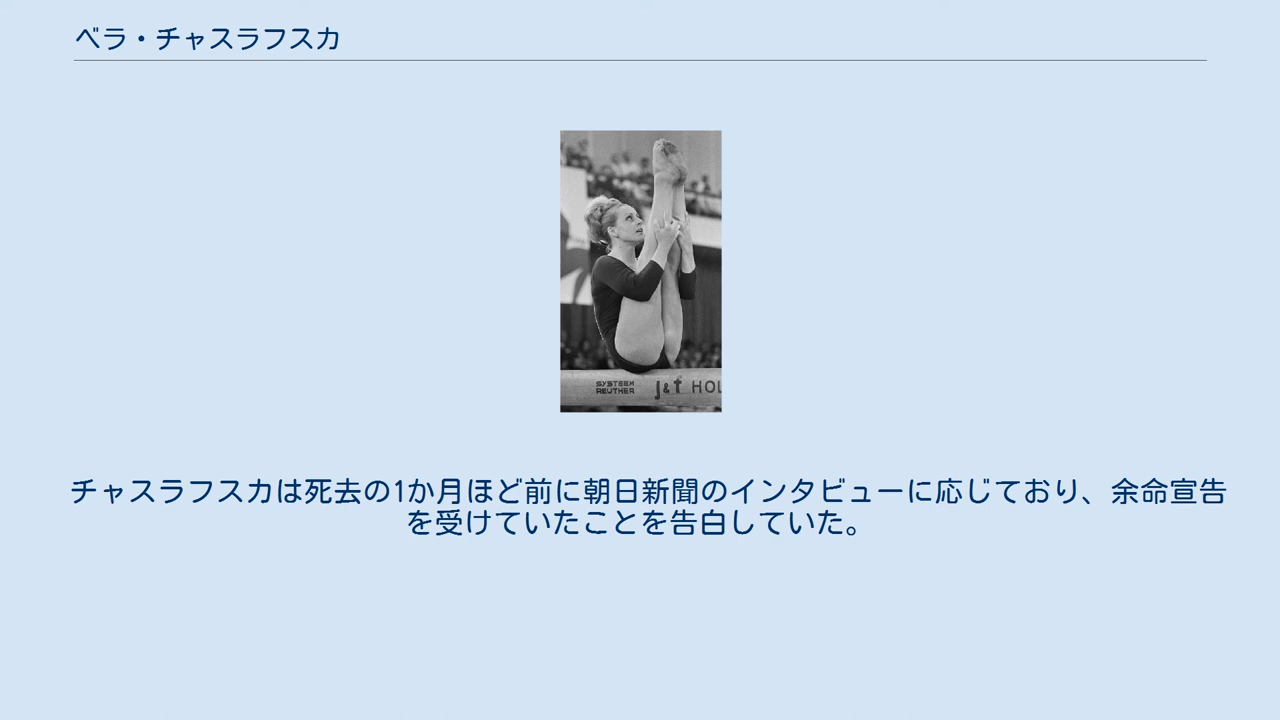 ベラ・チャスラフスカ
SYSTEEM
REUTHER
j&f HOL
チャスラフスカは死去の1か月ほど前に朝日新聞のインタビューに応じており、余命宣告
を受けていたことを告白していた。